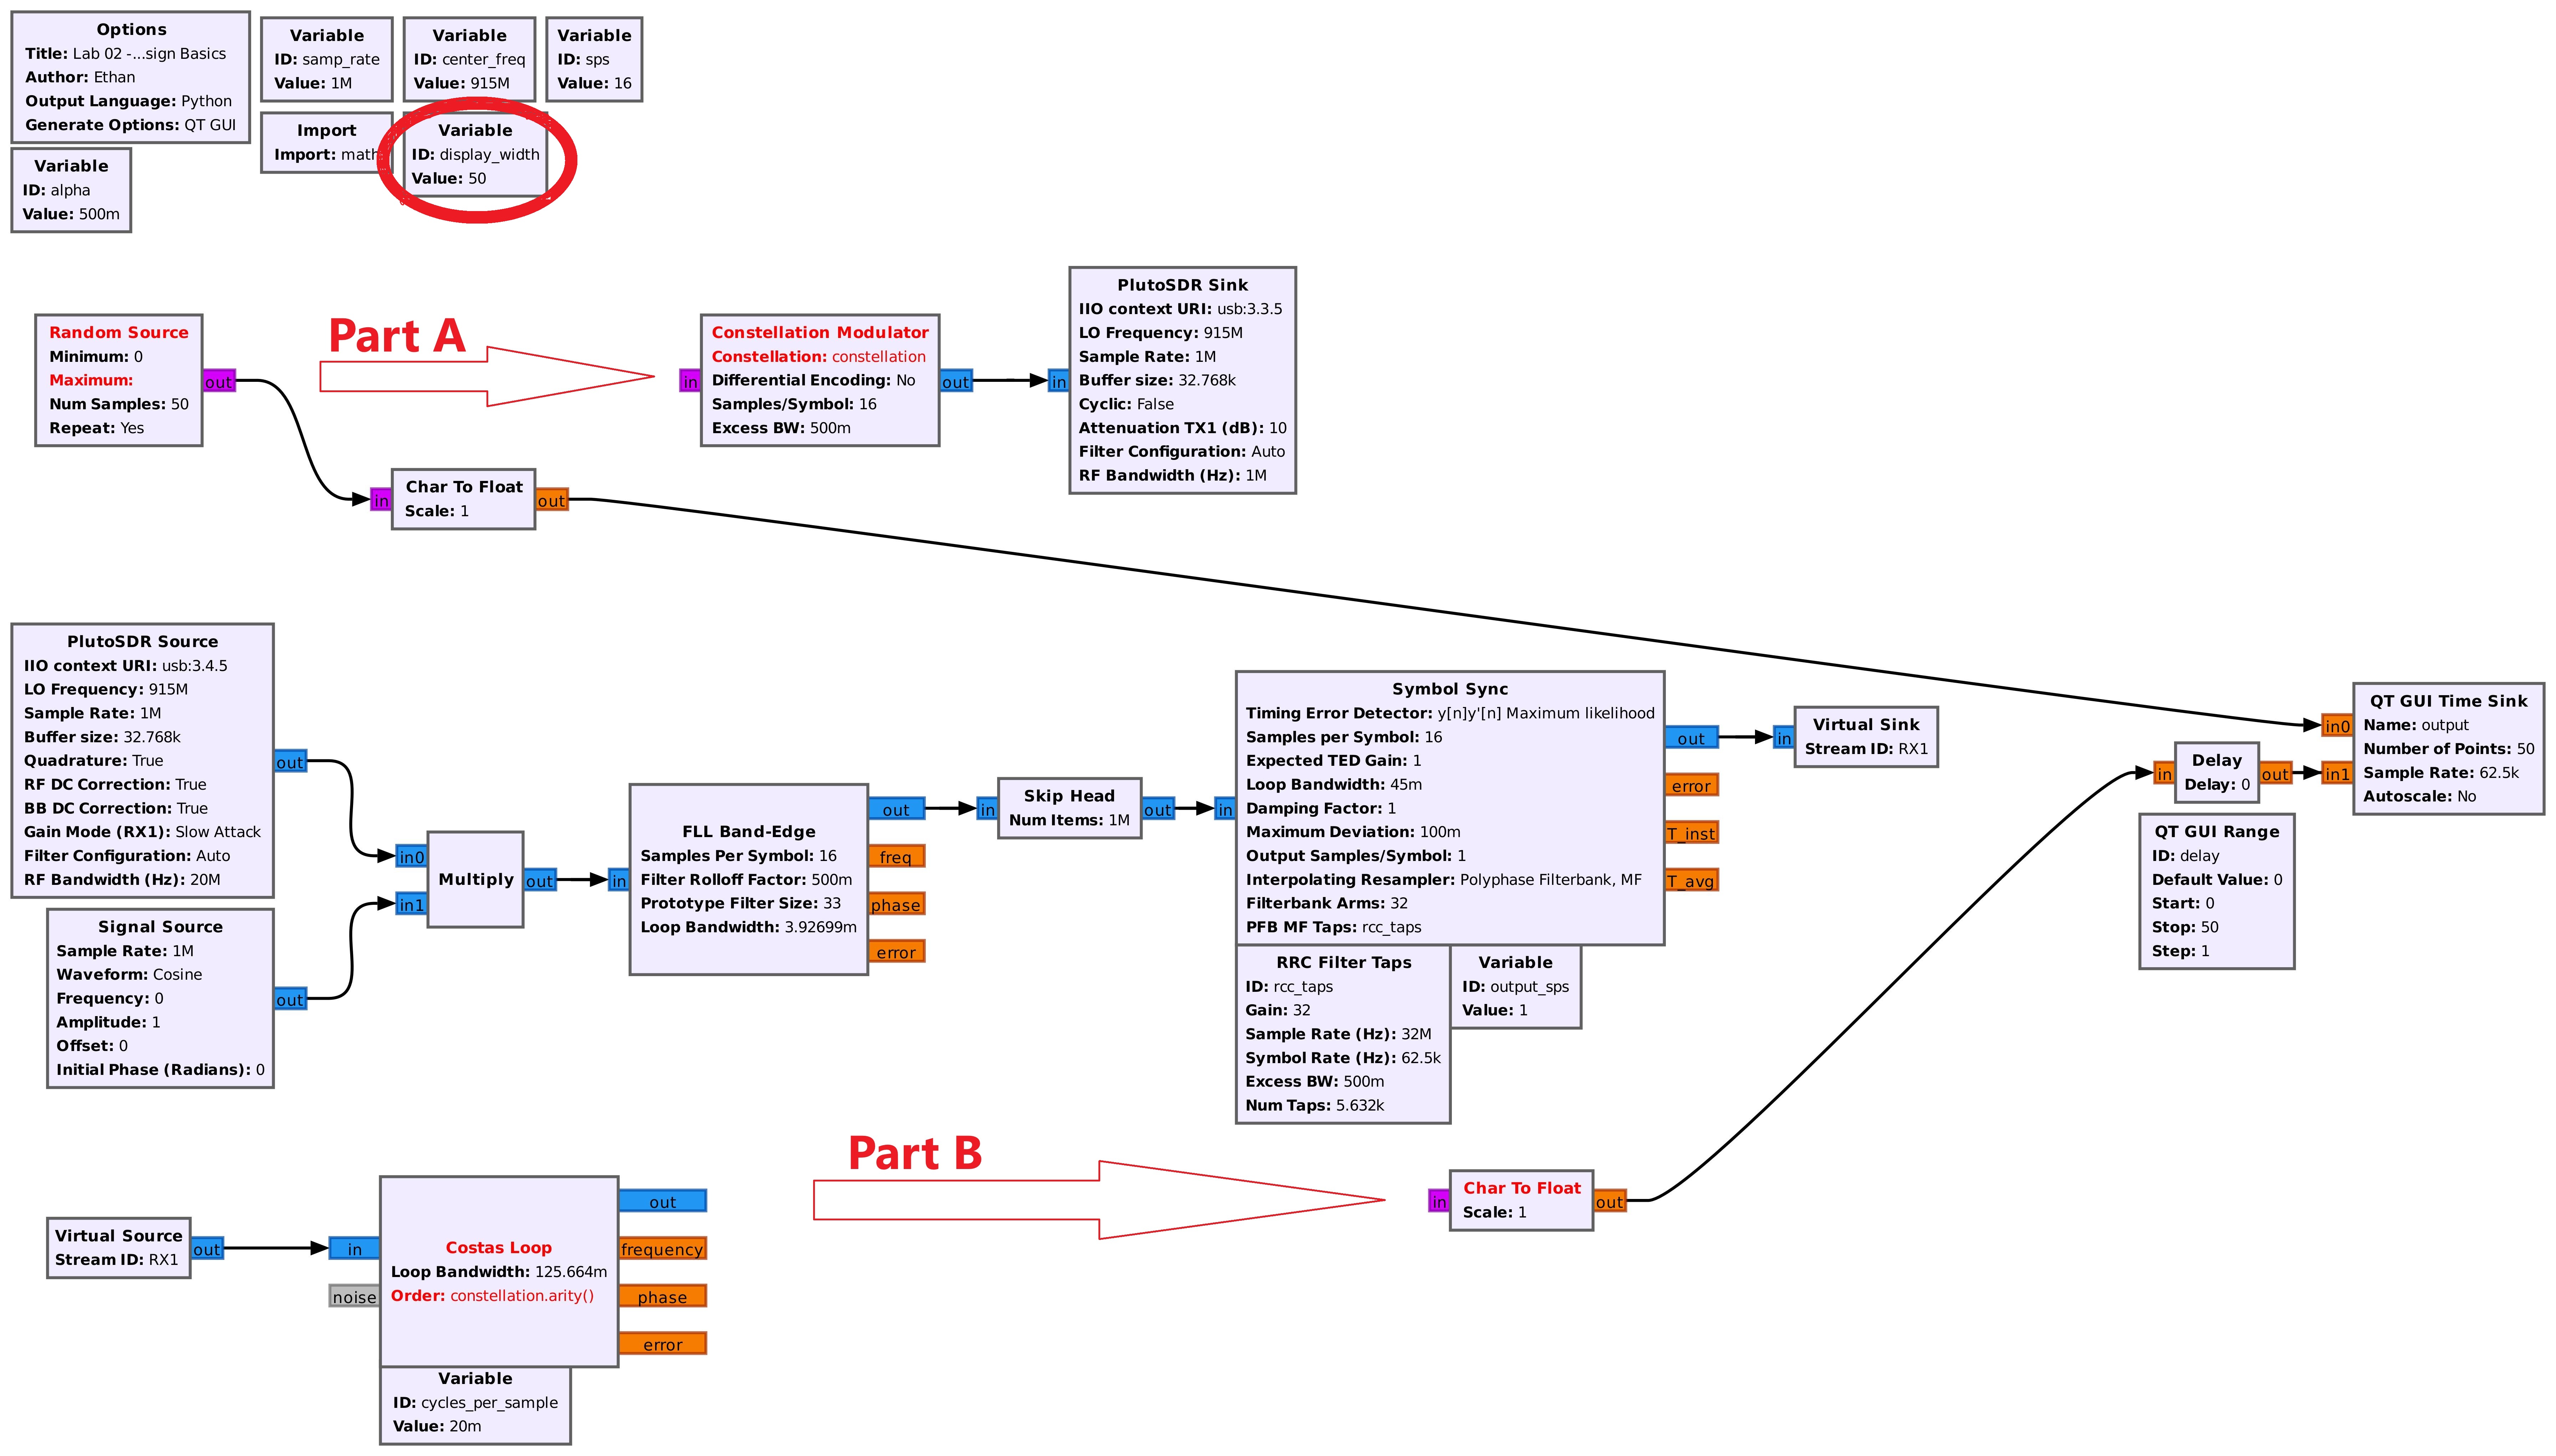 Options
Title: Lab 02 -...sign Basics
Author: Ethan
Output Language: Python
Generate Options: QT GUI
Variable
ID: samp_rate
Value: 1M
Variable
ID: center_freq
Value: 915M
Variable
ID: sps
Value: 16
Import
Import: math
Variable
ID: display_width
Value: 50
Variable
ID: alpha
Value: 500m
Random Source
Minimum: 0
Maximum:
Num Samples: 50
Repeat: Yes
out
Part A
in
Constellation Modulator
Constellation: constellation
Differential Encoding: No
Samples/Symbol: 16
Excess BW: 500m
out
in
PlutoSDR Sink
IIO context URI: usb:3.3.5
LO Frequency: 915M
Sample Rate: 1M
Buffer size: 32.768k
Cyclic: False
Attenuation TX1 (dB): 10
Filter Configuration: Auto
RF Bandwidth (Hz): 1M
in
Char To Float
Scale: 1
out
PlutoSDR Source
IIO context URI: usb:3.4.5
LO Frequency: 915M
Sample Rate: 1M
Buffer size: 32.768k
Quadrature: True
RF DC Correction: True
BB DC Correction: True
Gain Mode (RX1): Slow Attack
Filter Configuration: Auto
RF Bandwidth (Hz): 20M
out
Signal Source
Sample Rate: 1M
Waveform: Cosine
Frequency: 0
Amplitude: 1
Offset: 0
Initial Phase (Radians): 0
out
in0
in1
Multiply
out
in
FLL Band-Edge
Samples Per Symbol: 16
Filter Rolloff Factor: 500m
Prototype Filter Size: 33
Loop Bandwidth: 3.92699m
out
freq
phase
error
in
Skip Head
Num Items: 1M
out
in
Symbol Sync
Timing Error Detector: y[n]y'[n] Maximum likelihood
Samples per Symbol: 16
Expected TED Gain: 1
Loop Bandwidth: 45m
Damping Factor: 1
Maximum Deviation: 100m
Output Samples/Symbol: 1
Interpolating Resampler: Polyphase Filterbank, MF
Filterbank Arms: 32
PFB MF Taps: rcc_taps
out
error
T_inst
T_avg
in
Virtual Sink
Stream ID: RX1
RRC Filter Taps
ID: rcc_taps
Gain: 32
Sample Rate (Hz): 32M
Symbol Rate (Hz): 62.5k
Excess BW: 500m
Num Taps: 5.632k
Variable
ID: output_sps
Value: 1
in
Delay
Delay: 0
out
in0
in1
QT GUI Time Sink
Name: output
Number of Points: 50
Sample Rate: 62.5k
Autoscale: No
QT GUI Range
ID: delay
Default Value: 0
Start: 0
Stop: 50
Step: 1
Virtual Source
Stream ID: RX1
out
in
noise
Costas Loop
Loop Bandwidth: 125.664m
Order: constellation.arity()
out
frequency
phase
error
Variable
ID: cycles_per_sample
Value: 20m
Part B
in
Char To Float
Scale: 1
out